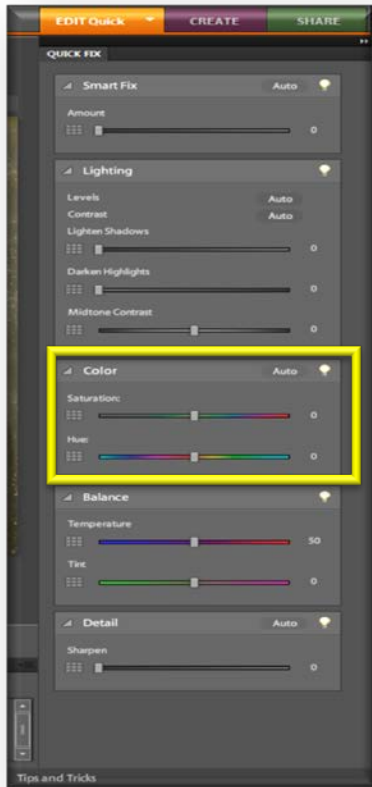 EDIT Quick CREATE SHARE
QUICK FIX
Smart Fix Auto
Amount
0
Lighting
Levels Auto
Contrast Auto
Lighten Shadows
0
Darken Highlights
0
Midtone Contrast
0
Color Auto
Saturation:
0
Hue:
0
Balance
Temperature
50
Tint
0
Detail Auto
Sharpen
0
Tips and Tricks